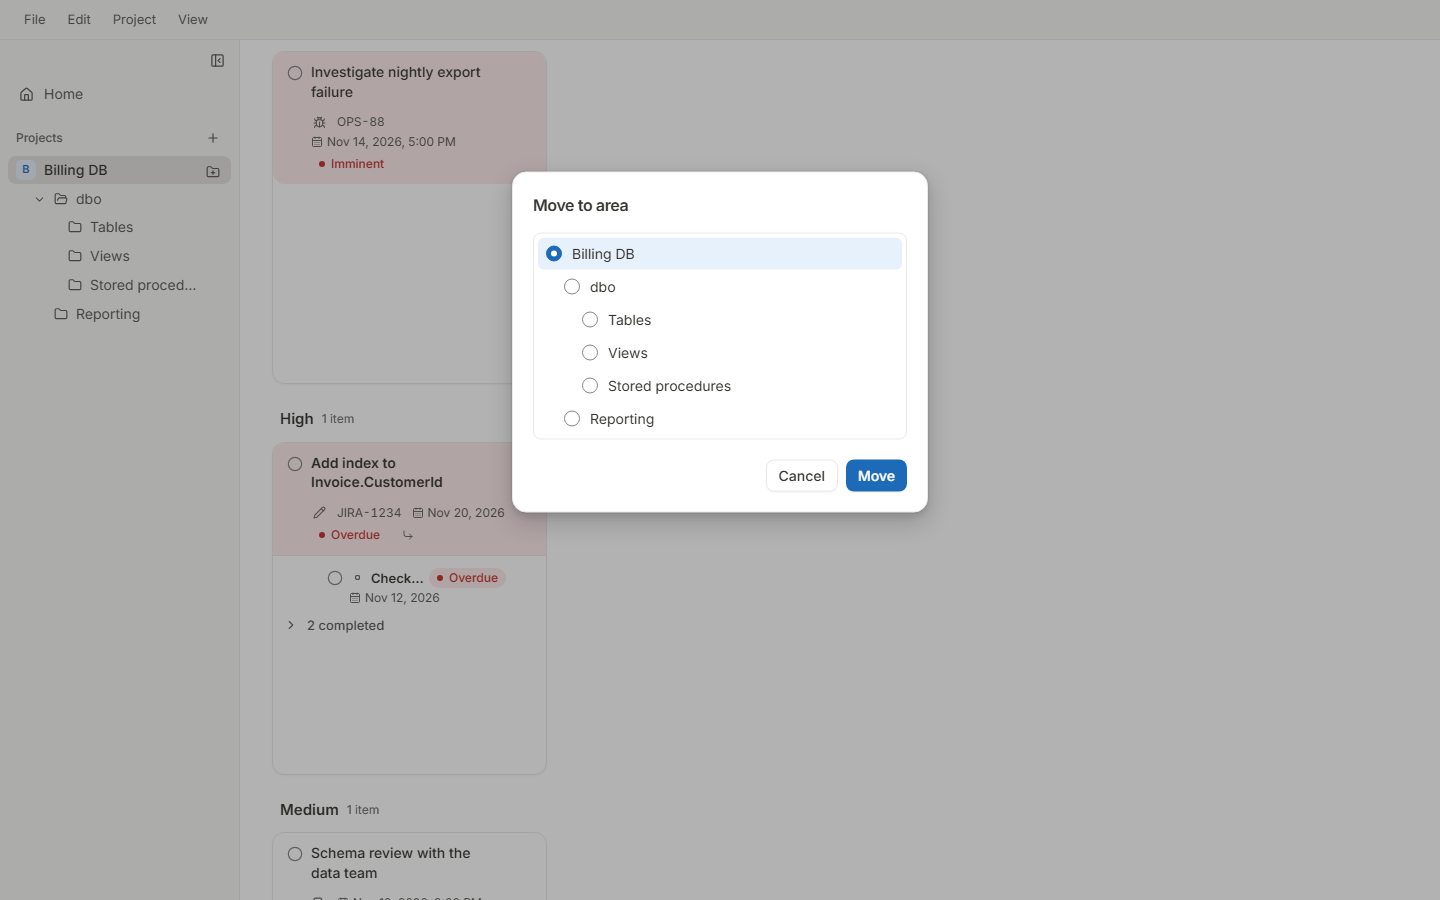 File Edit Project View
Home
Projects
B Billing DB
dbo
Tables
Views
Stored proced...
Reporting
Investigate nightly export
failure
OPS-88
Nov 14, 2026, 5:00 PM
Imminent
High 1 item
Add index to
Invoice.CustomerId
JIRA-1234 Nov 20, 2026
Overdue
Check... Overdue
Nov 12, 2026
2 completed
Medium 1 item
Schema review with the
data team
Move to area
Billing DB
dbo
Tables
Views
Stored procedures
Reporting
Cancel Move